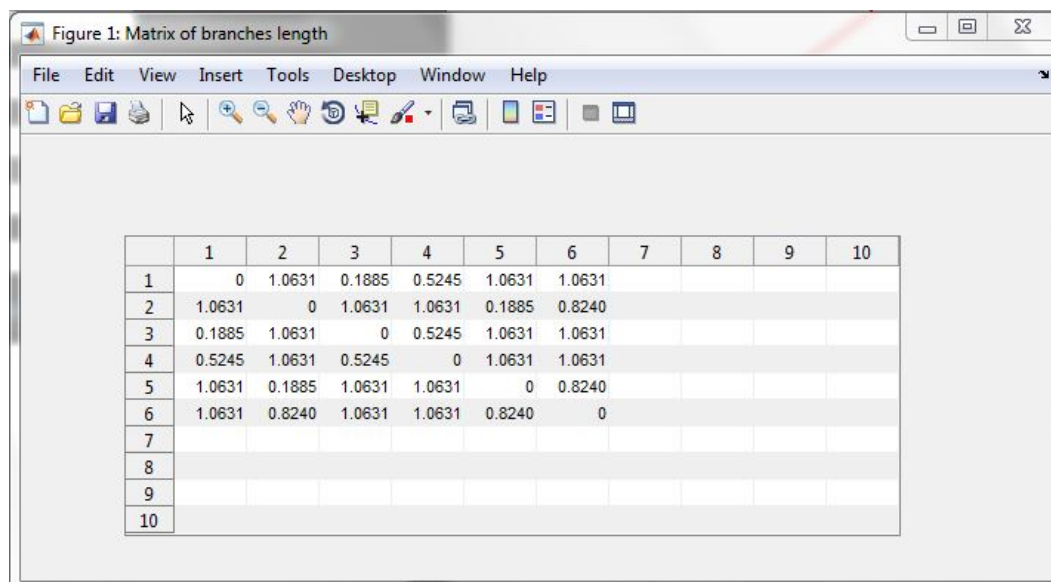 Figure 1: Matrix of branches length
File Edit View Insert Tools Desktop Window Help
1 2 3 4 5 6 7 8 9 10
1 0 1.0631 0.1885 0.5245 1.0631 1.0631
2 1.0631 0 1.0631 1.0631 0.1885 0.8240
3 0.1885 1.0631 0 0.5245 1.0631 1.0631
4 0.5245 1.0631 0.5245 0 1.0631 1.0631
5 1.0631 0.1885 1.0631 1.0631 0 0.8240
6 1.0631 0.8240 1.0631 1.0631 0.8240 0
7
8
9
10